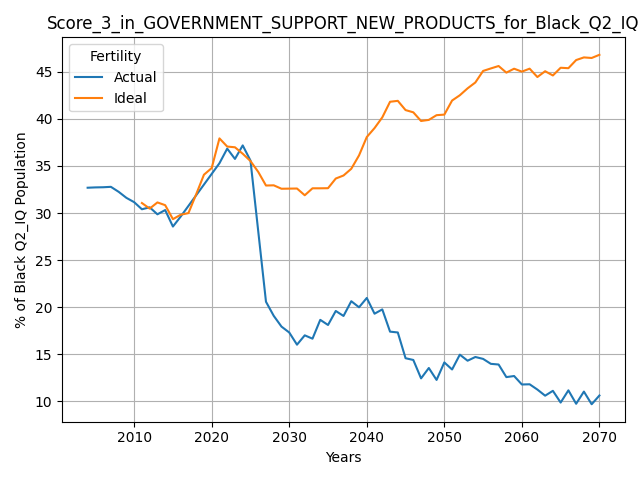 Score_3_in_GOVERNMENT_SUPPORT_NEW_PRODUCTS_for_Black_Q2_IQ
Fertility
Actual
Ideal
% of Black Q2_IQ Population
45
40
35
30
25
20
15
10
2010 2020 2030 2040 2050 2060 2070
Years